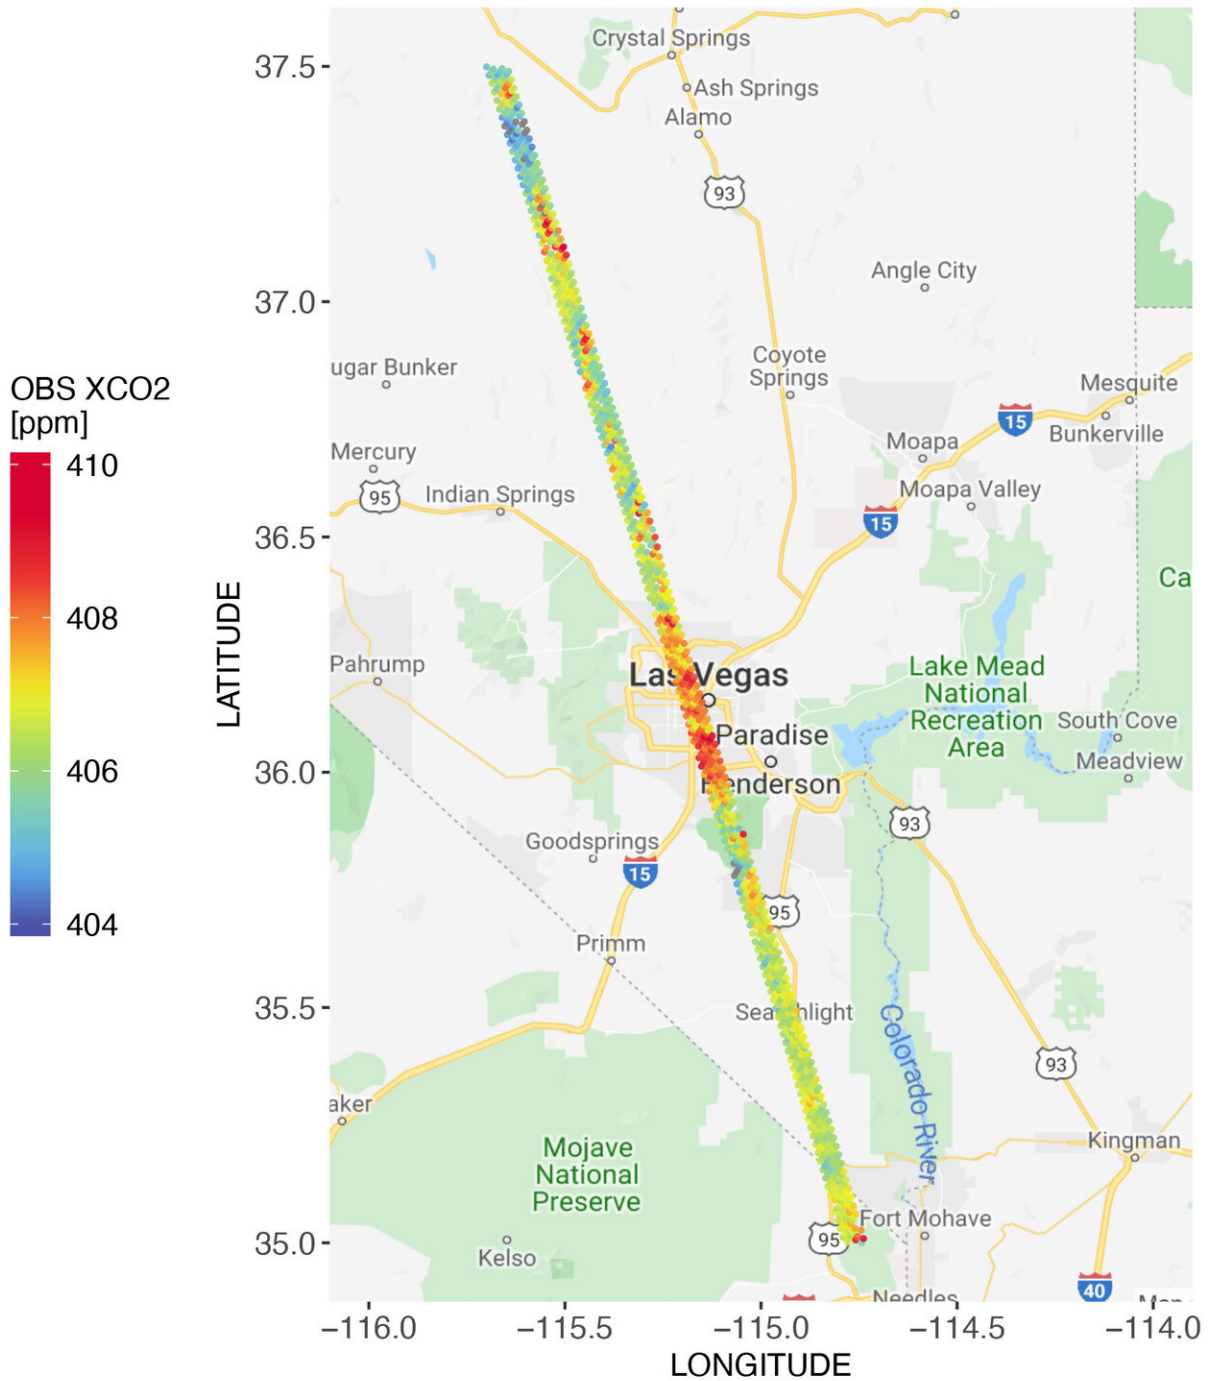 Crystal Springs
37.5
Ash Springs
Alamo
93
Angle City
37.0
Coyote
Springs
ugar Bunker
OBS XCO2
[ppm]
Mesquite
15
Bunkerville
Moapa
Mercury
410
95
Indian Springs
Moapa Valley
15
36.5
Ca
408
LATITUDE
Pahrump
Las Vegas
Lake Mead
National
Recreation
Area
South Cove
Paradise
406
36.0
Meadview
Henderson
93
Goodsprings
15
404
95
Primm
35.5
Searchlight
Colorado River
93
aker
Kingman
Mojave
National
Preserve
Fort Mohave
35.0
95
Kelso
40
Needles
−116.0
−115.5
−115.0
−114.5
−114.0
LONGITUDE